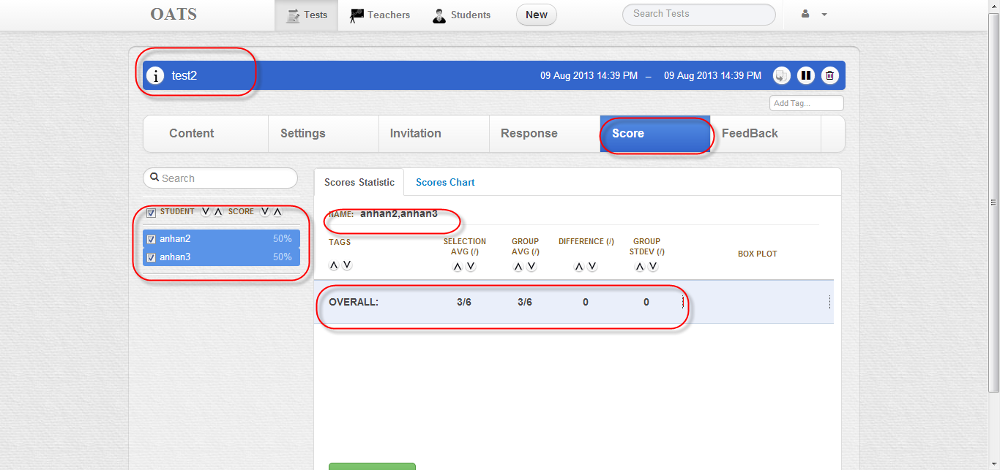 OATS Tests Teachers Students New Search Tests
i test2 09 Aug 2013 14:39 PM – 09 Aug 2013 14:39 PM
Add Tag...
Content Settings Invitation Response Score FeedBack
Search
STUDENT SCORE
anhan2 50%
anhan3 50%
Scores Statistic Scores Chart
NAME: anhan2,anhan3
TAGS SELECTION AVG (/) GROUP AVG (/) DIFFERENCE (/) GROUP STDEV (/) BOX PLOT
OVERALL: 3/6 3/6 0 0